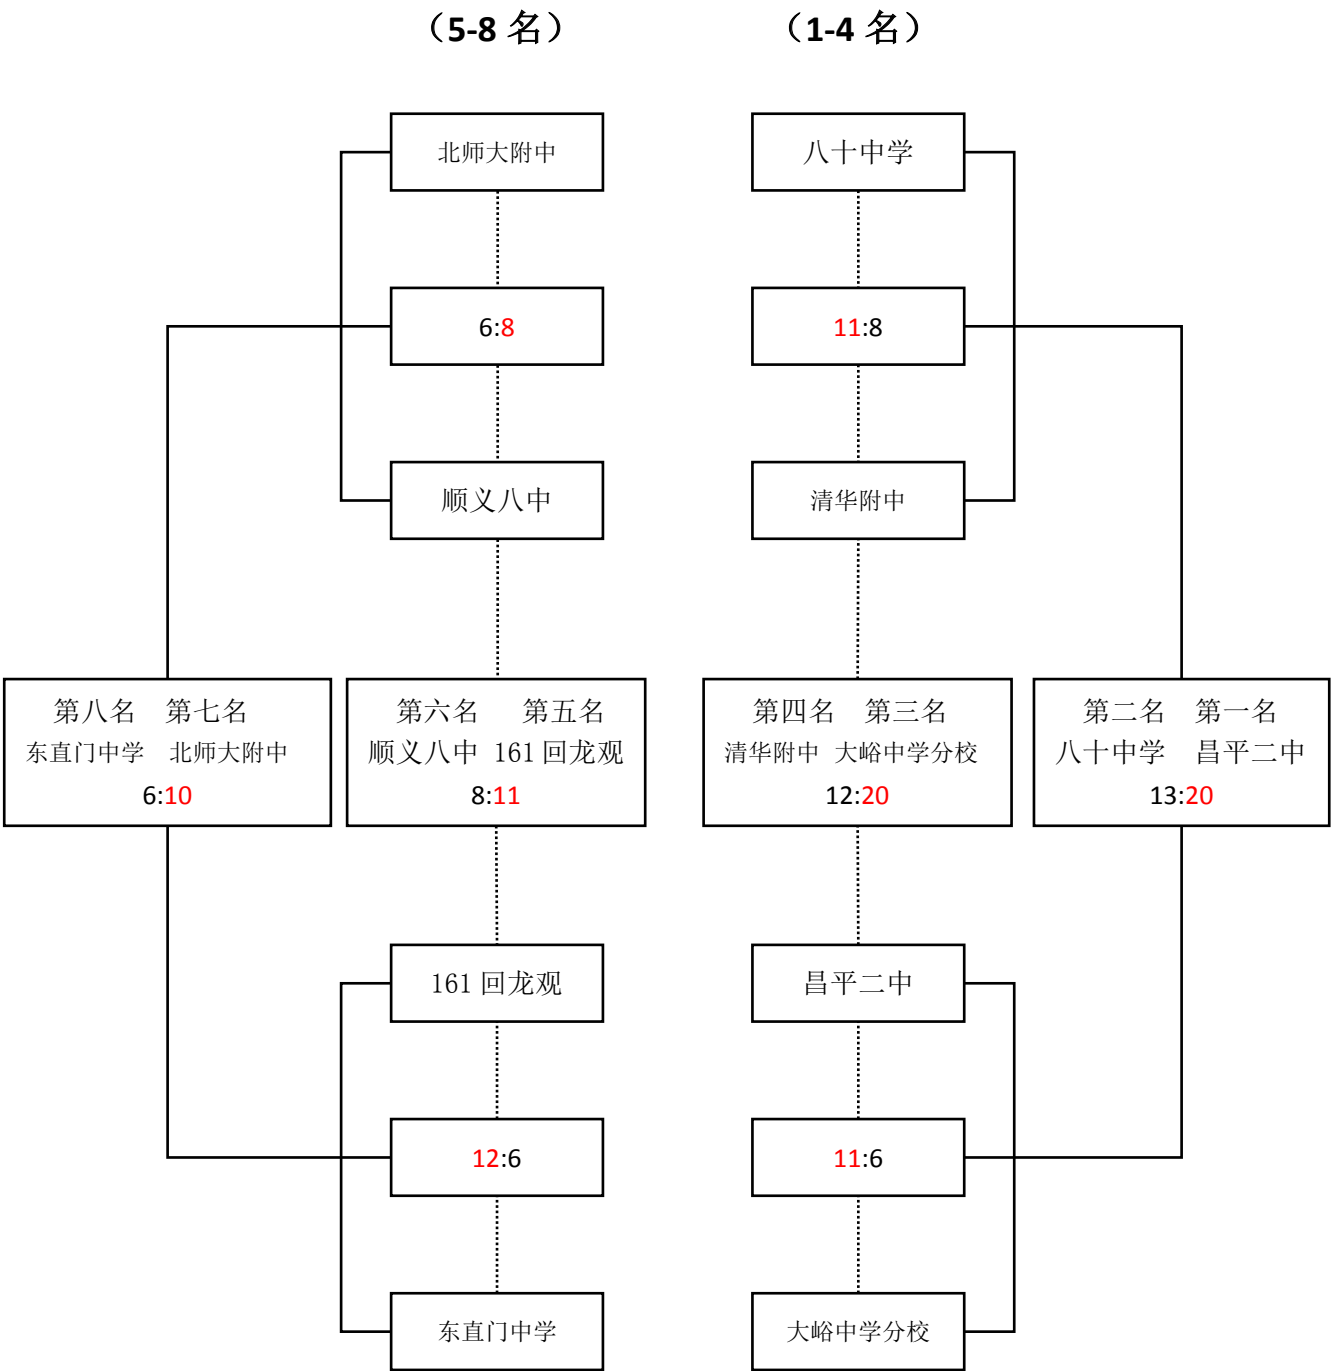 （5-8 名）
（1-4 名）
北师大附中
八十中学
6:8
11:8
顺义八中
清华附中
第八名 第七名
东直门中学 北师大附中
6:10
第六名 第五名
顺义八中 161 回龙观
8:11
第四名 第三名
清华附中 大峪中学分校
12:20
第二名 第一名
八十中学 昌平二中
13:20
161 回龙观
昌平二中
12:6
11:6
东直门中学
大峪中学分校